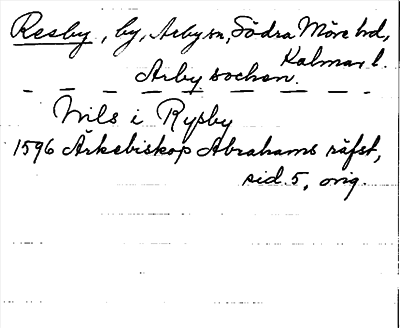 Resby, by, Arby sn, Södra Möre hd,
Kalmar l.
Arby socken.
Nils i Rysby
1596 Ärkebiskop Abrahams räfst,
sid. 5, orig.